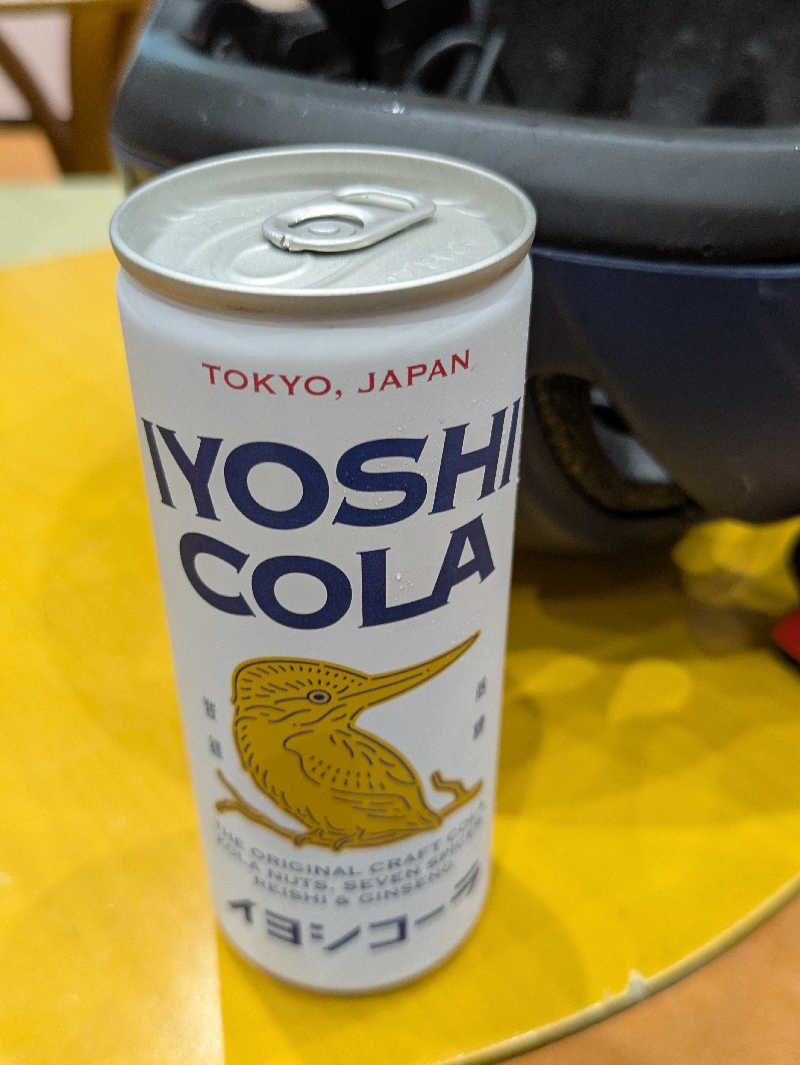 TOKYO, JAPAN
IYOSHI
COLA
THE ORIGINAL CRAFT COLA
KOLA NUTS, SEVEN SPICES
REISHI & GINSENG
イヨシコーラ